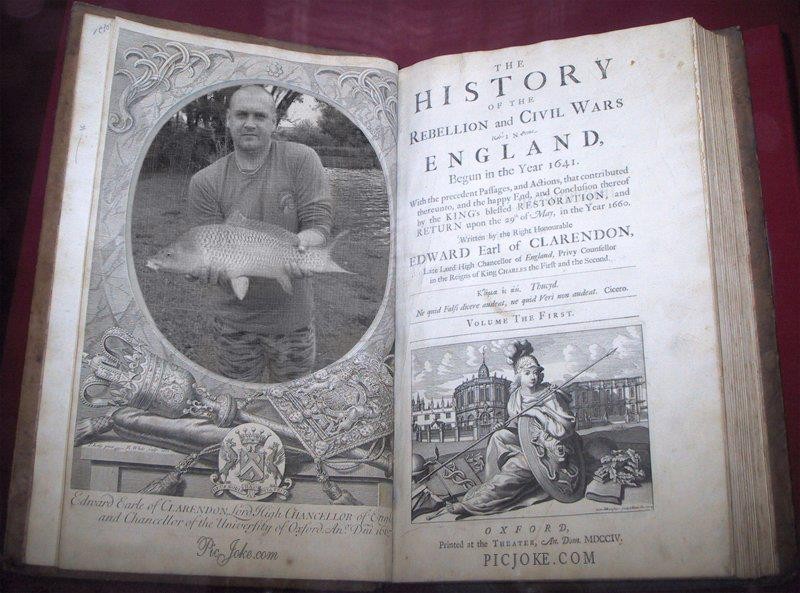 Edward Earle of CLARENDON, Lord High CHANCELLOR of Engl
and Chancellor of the University of Oxford. An.º Dni.
Pic Joke.com
THE
HISTORY
OF THE
REBELLION and CIVIL WARS
IN
ENGLAND,
Begun in the Year 1641.
With the precedent Passages, and Actions, that contributed
thereunto, and the happy End, and Conclusion thereof
by the KING's blessed RESTORATION, and
RETURN upon the 29th of May, in the Year 1660.
Written by the Right Honourable
EDWARD Earl of CLARENDON,
Late Lord High Chancellor of England, Privy Counsellor
in the Reigns of King CHARLES the First and the Second.
Thucyd.
Ne quid Falsi dicere audeat, ne quid Veri non audeat. Cicero.
VOLUME THE FIRST.
OXFORD,
Printed at the THEATER, An. Dom. MDCCIV.
PICJOKE.COM